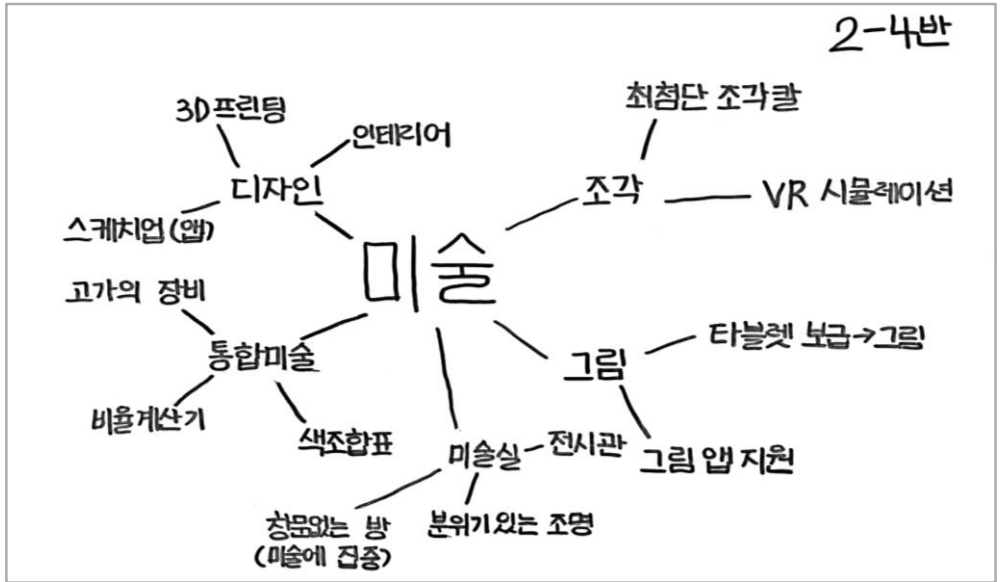 2-4반
3D프린팅
인테리어
디자인
스케치업(앱)
최첨단 조각칼
조각
VR 시뮬레이션
미술
고가의 장비
통합미술
비율계산기
색조합표
타블렛 보급→그림
그림
그림 앱 지원
미술실
전시관
창문없는 방
(미술에 집중)
분위기있는 조명